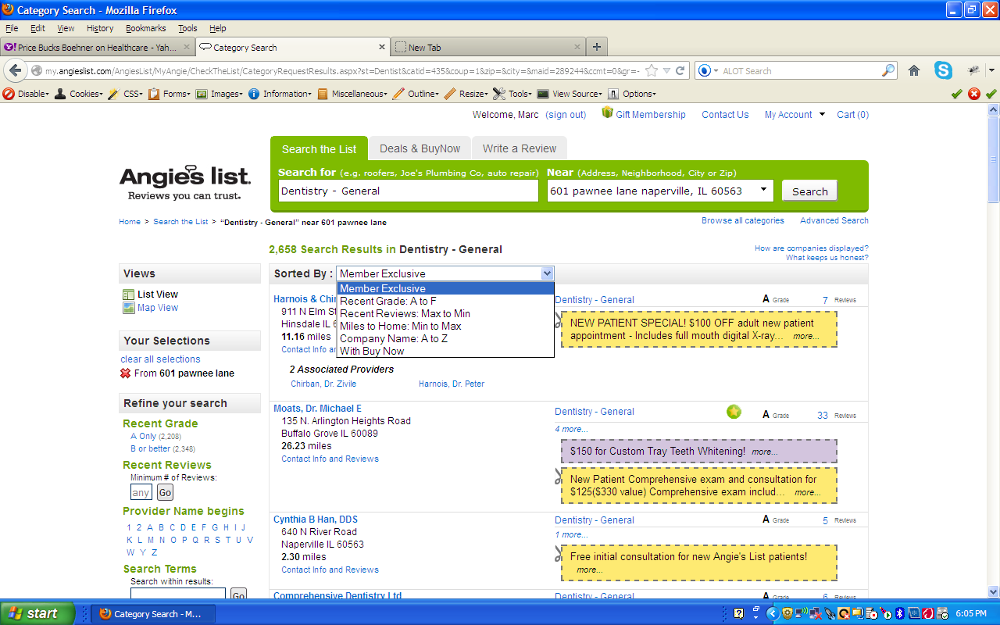 Category Search - Mozilla Firefox
File Edit View History Bookmarks Tools Help
Price Bucks Boehner on Healthcare - Yah...
Category Search
New Tab
my.angieslist.com/AngiesList/MyAngie/CheckTheList/CategoryRequestResults.aspx?st=Dentist&catid=435&coup=1&zip=&city=&maid=289244&ccmt=0&gr=-
ALOT Search
Disable Cookies CSS Forms Images Information Miscellaneous Outline Resize Tools View Source Options
Welcome, Marc (sign out) Gift Membership Contact Us My Account Cart (0)
Search the List Deals & BuyNow Write a Review
Angie's list.
Reviews you can trust.
Search for (e.g. roofers, Joe's Plumbing Co, auto repair)
Near (Address, Neighborhood, City or Zip)
Dentistry - General
601 pawnee lane naperville, IL 60563
Search
Home > Search the List > "Dentistry - General" near 601 pawnee lane
Browse all categories Advanced Search
2,658 Search Results in Dentistry - General
How are companies displayed?
What keeps us honest?
Views
List View
Map View
Your Selections
clear all selections
From 601 pawnee lane
Refine your search
Recent Grade
A Only (2,208)
B or better (2,348)
Recent Reviews
Minimum # of Reviews:
any Go
Provider Name begins
1 2 A B C D E F G H I J
K L M N O P Q R S T U V
W Y Z
Search Terms
Search within results:
Go
Sorted By : Member Exclusive
Member Exclusive
Recent Grade: A to F
Recent Reviews: Max to Min
Miles to Home: Min to Max
Company Name: A to Z
With Buy Now
Harnois & Chir
911 N Elm St
Hinsdale IL 6
11.16 miles
Contact Info an
Dentistry - General A Grade 7 Reviews
NEW PATIENT SPECIAL! $100 OFF adult new patient
appointment - Includes full mouth digital X-ray... more...
2 Associated Providers
Chirban, Dr. Zivile Harnois, Dr. Peter
Moats, Dr. Michael E
135 N. Arlington Heights Road
Buffalo Grove IL 60089
26.23 miles
Contact Info and Reviews
Dentistry - General A Grade 33 Reviews
4 more...
$150 for Custom Tray Teeth Whitening! more...
New Patient Comprehensive exam and consultation for
$125($330 value) Comprehensive exam includ... more...
Cynthia B Han, DDS
640 N River Road
Naperville IL 60563
2.30 miles
Contact Info and Reviews
Dentistry - General A Grade 5 Reviews
1 more...
Free initial consultation for new Angie's List patients!
more...
Comprehensive Dentistry Ltd
Dentistry - General A Grade 6 Reviews
start
Category Search - M...
6:05 PM